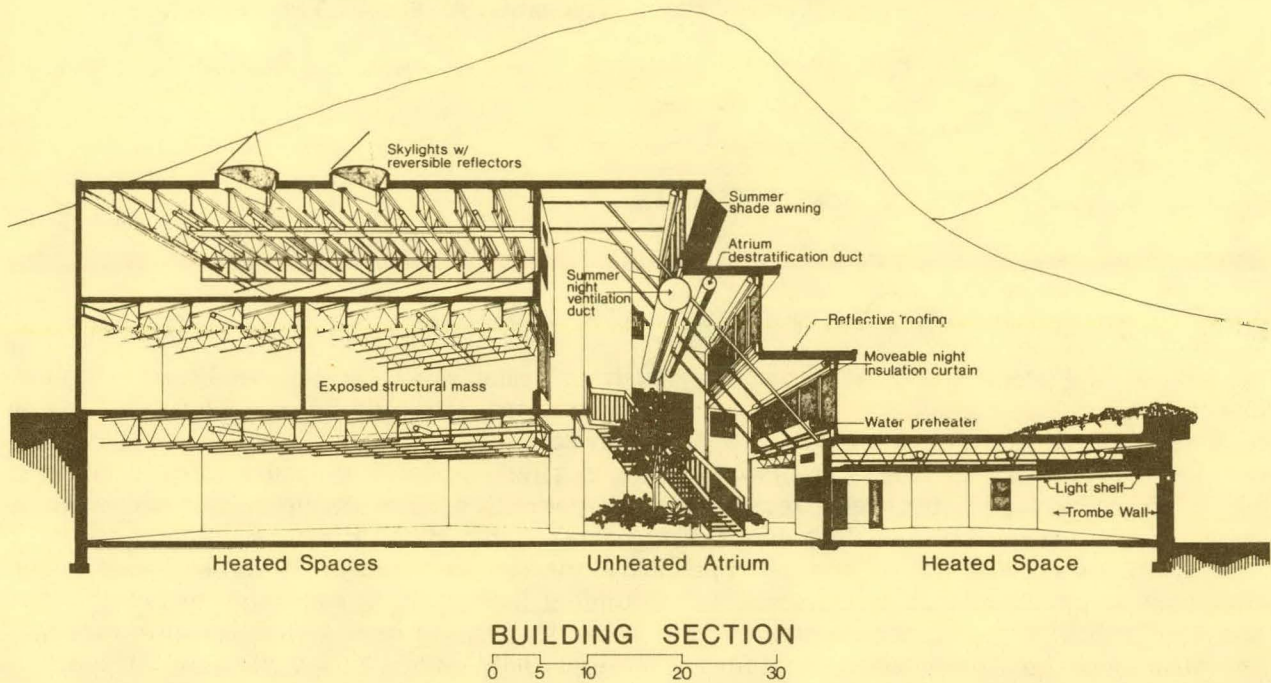 Skylights w/
reversible reflectors
Summer
shade awning
Atrium
destratification duct
Summer
night
ventilation
duct
Reflective roofing
Moveable night
insulation curtain
Exposed structural mass
Water preheater
Light shelf
Trombe Wall
Heated Spaces
Unheated Atrium
Heated Space
BUILDING SECTION
0 5 10 20 30